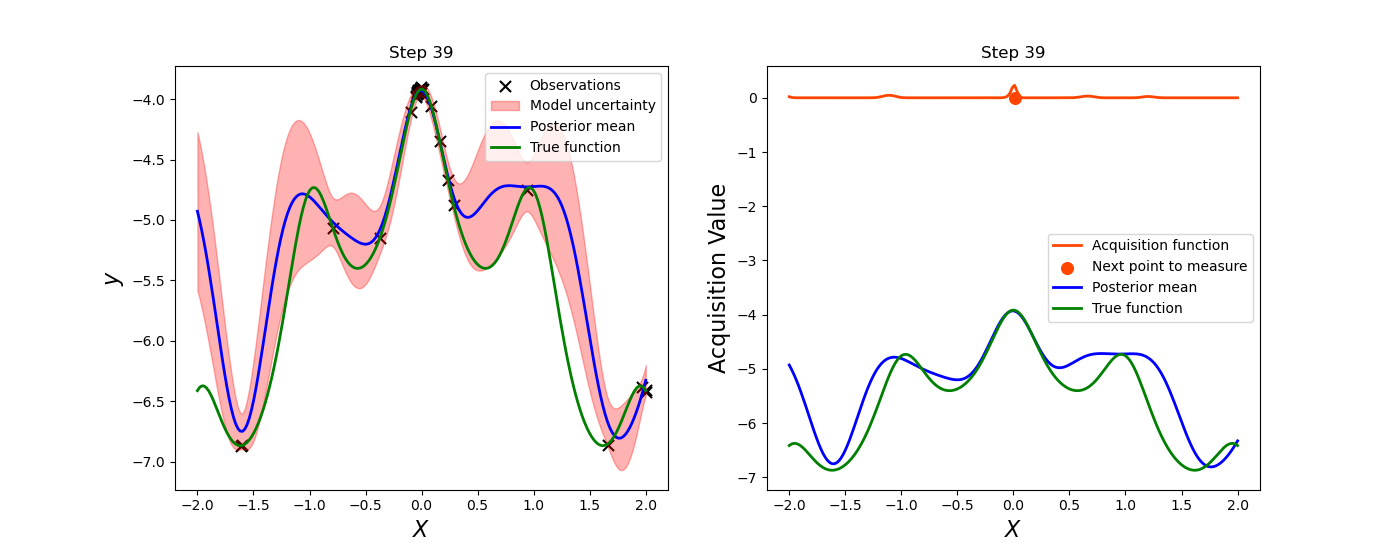 Step 39
Observations
Model uncertainty
Posterior mean
True function
y
−4.0
−4.5
−5.0
−5.5
−6.0
−6.5
−7.0
−2.0 −1.5 −1.0 −0.5 0.0 0.5 1.0 1.5 2.0
X
Step 39
Acquisition Value
0
−1
−2
−3
−4
−5
−6
−7
Acquisition function
Next point to measure
Posterior mean
True function
−2.0 −1.5 −1.0 −0.5 0.0 0.5 1.0 1.5 2.0
X